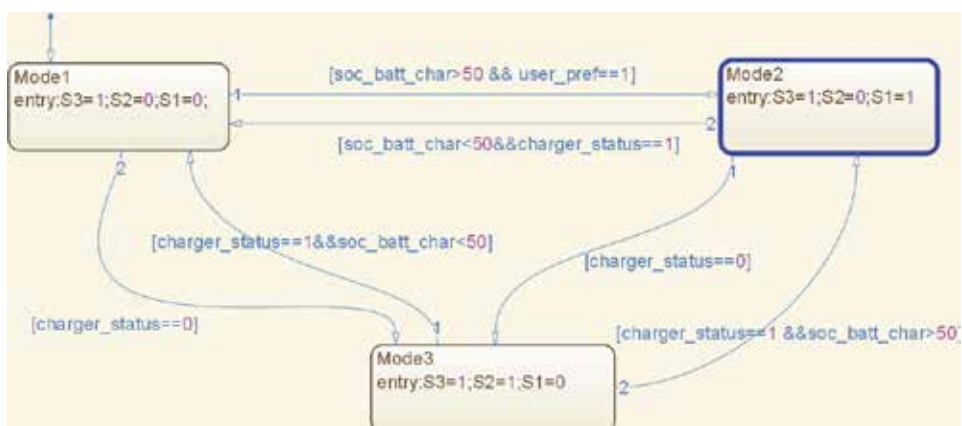 Mode1
entry:S3=1;S2=0;S1=0;
1
[soc_batt_char>50 && user_pref==1]
Mode2
entry:S3=1;S2=0;S1=1
2
[soc_batt_char<50&&charger_status==1]
2
1
[charger_status==1&&soc_batt_char<50]
[charger_status==0]
[charger_status==0]
1
[charger_status==1 &&soc_batt_char>50]
Mode3
entry:S3=1;S2=1;S1=0
2